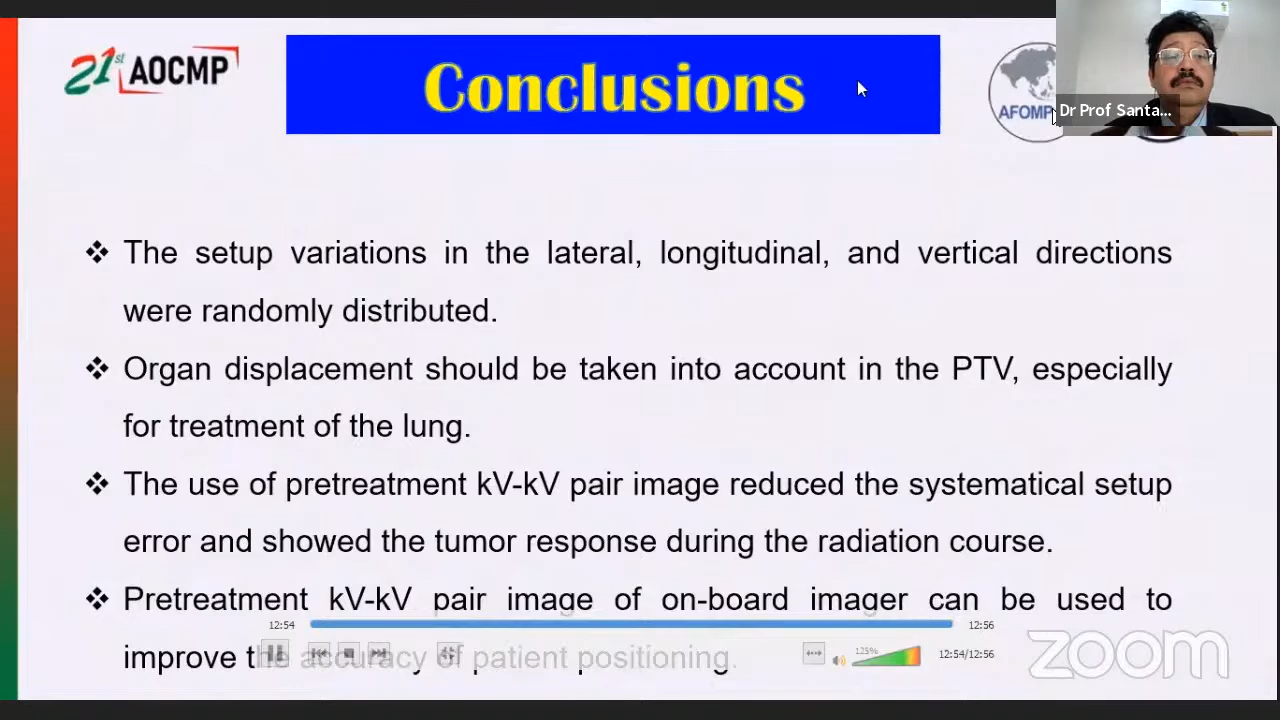 21st AOCMP
Conclusions
AFOMP
Dr Prof Santa...
❖ The setup variations in the lateral, longitudinal, and vertical directions
were randomly distributed.
❖ Organ displacement should be taken into account in the PTV, especially
for treatment of the lung.
❖ The use of pretreatment kV-kV pair image reduced the systematical setup
error and showed the tumor response during the radiation course.
❖ Pretreatment kV-kV pair image of on-board imager can be used to
12:54 12:56
improve the accuracy of patient positioning.
125%
12:54/12:56
zoom